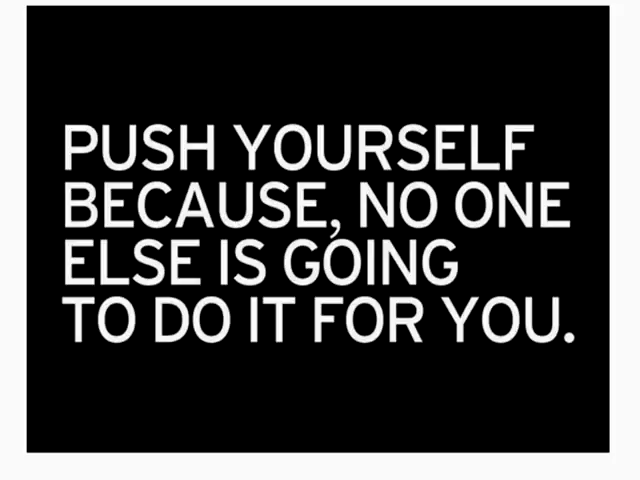 PUSH YOURSELF
BECAUSE, NO ONE
ELSE IS GOING
TO DO IT FOR YOU.